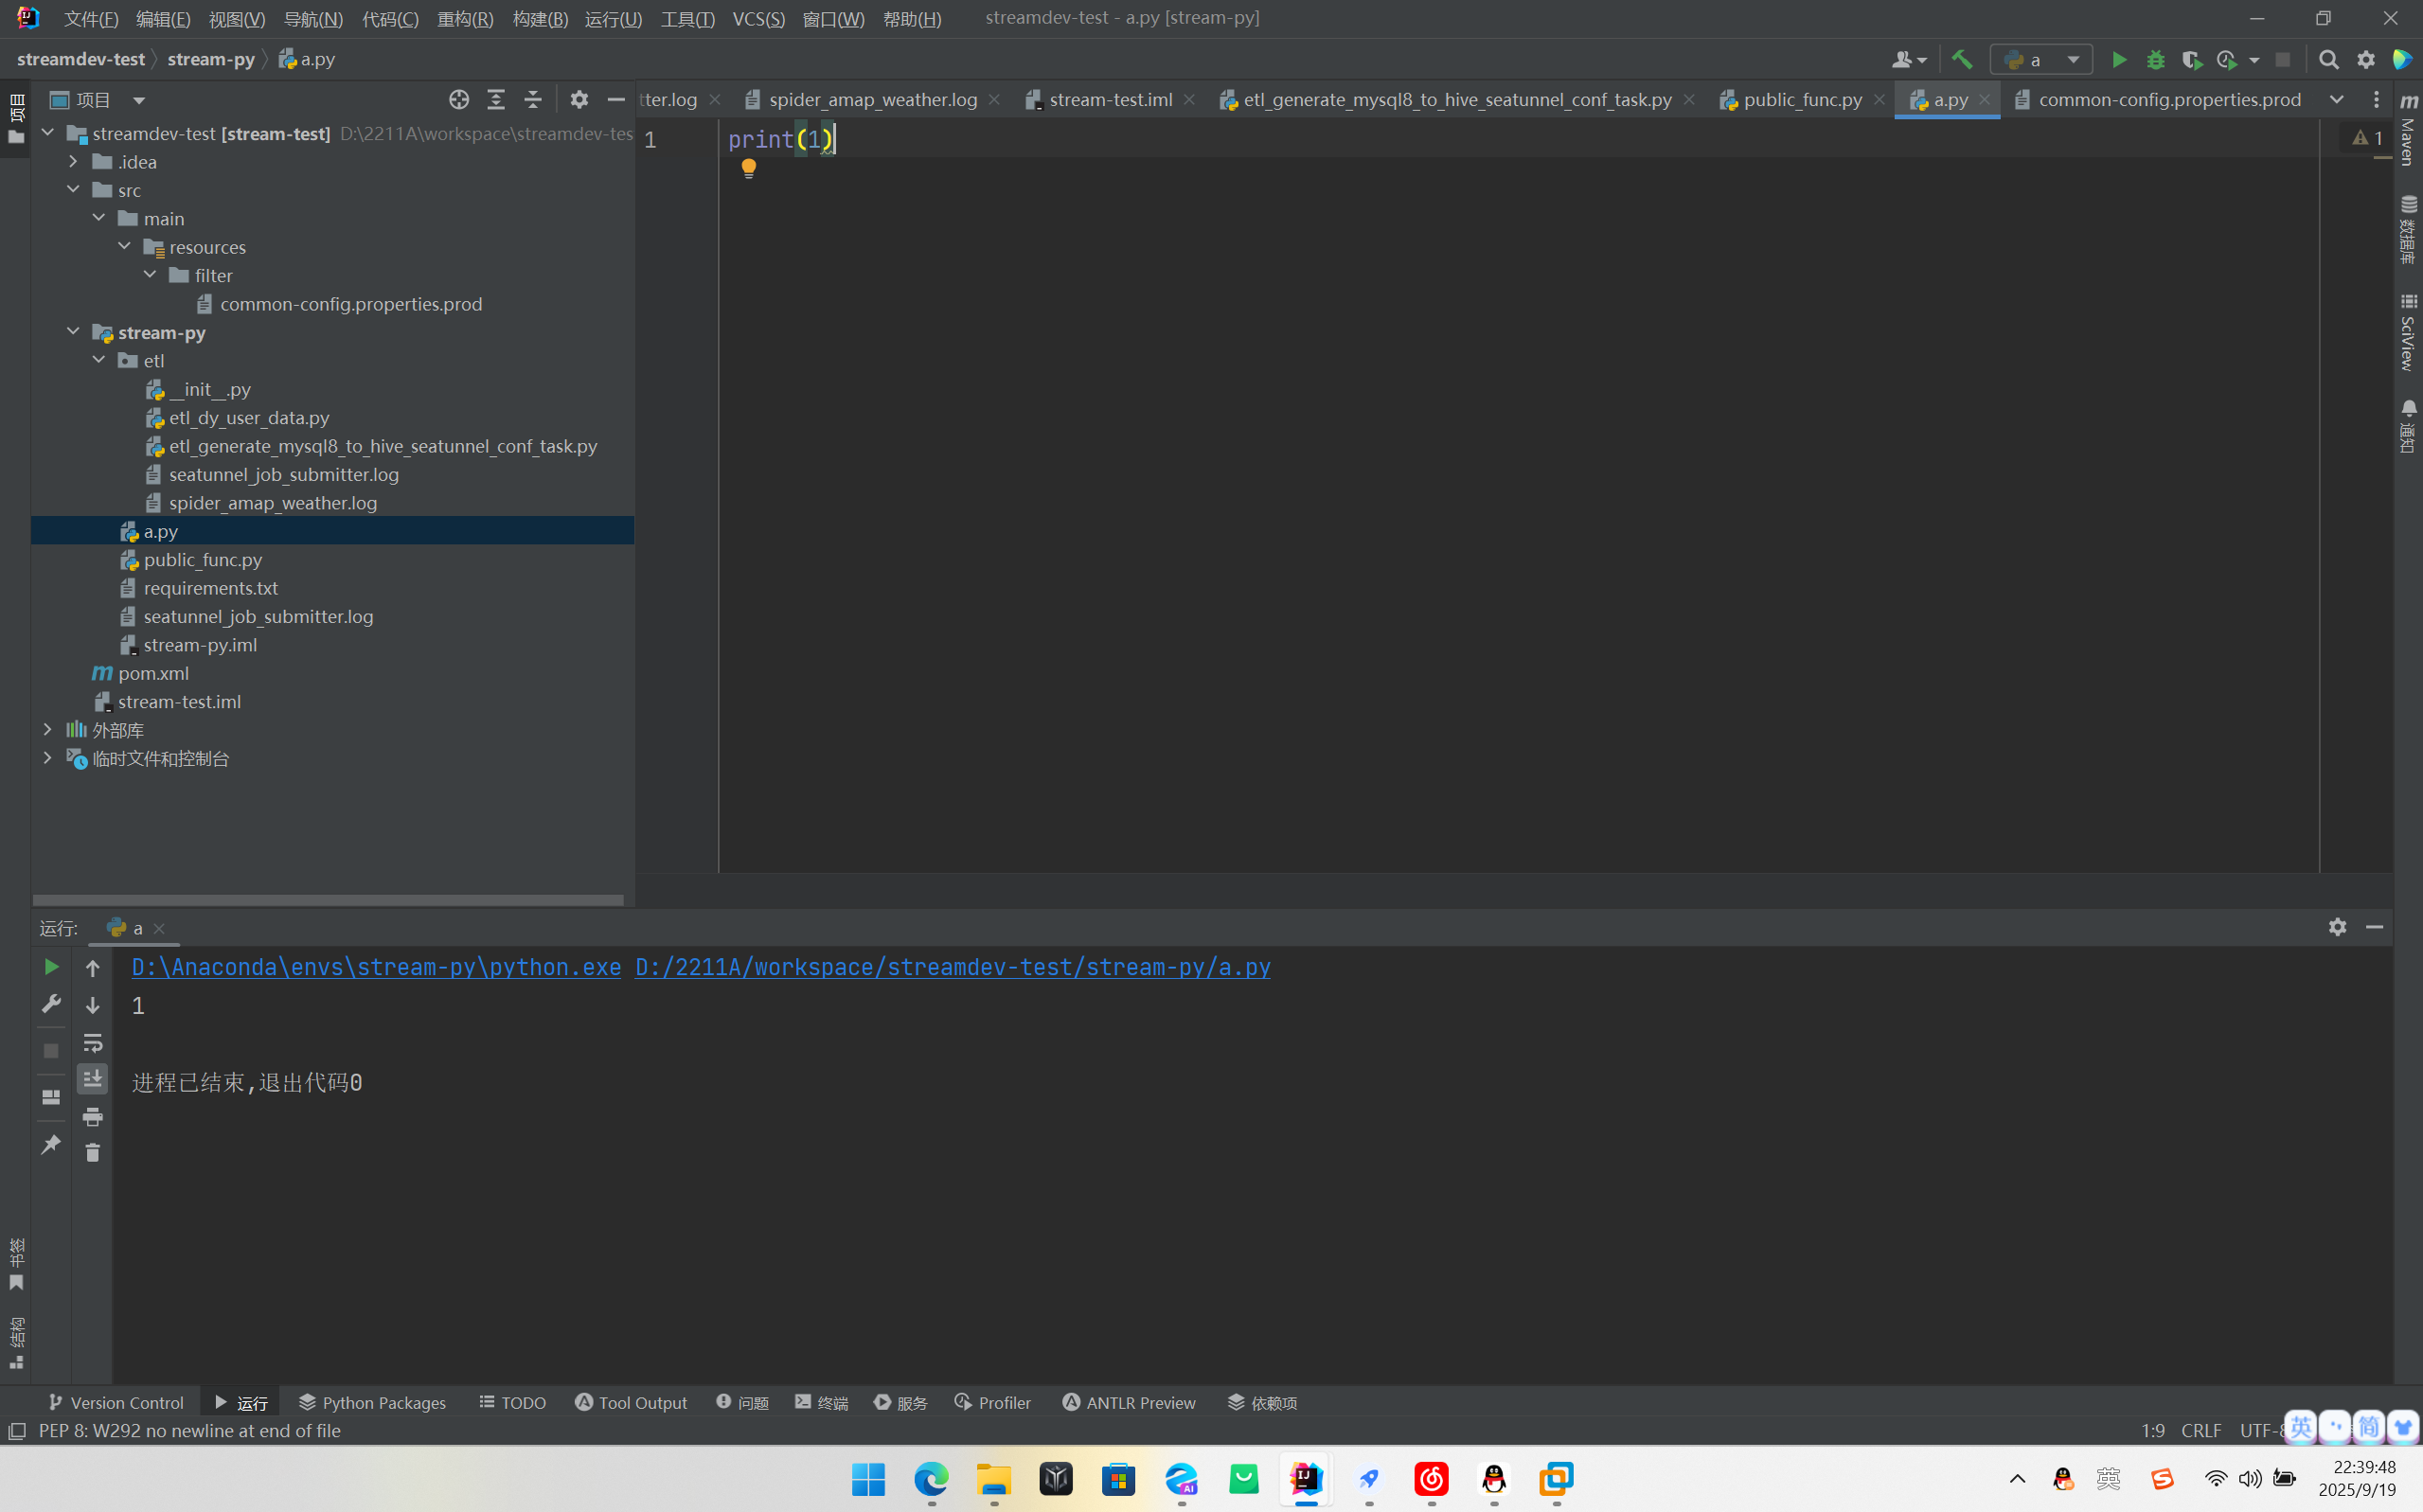 文件(F) 编辑(E) 视图(V) 导航(N) 代码(C) 重构(R) 构建(B) 运行(U) 工具(T) VCS(S) 窗口(W) 帮助(H) streamdev-test - a.py [stream-py]
streamdev-test stream-py a.py
a
项目
项目
tter.log spider_amap_weather.log stream-test.iml etl_generate_mysql8_to_hive_seatunnel_conf_task.py public_func.py a.py common-config.properties.prod
streamdev-test [stream-test] D:\2211A\workspace\streamdev-tes
.idea
src
main
resources
filter
common-config.properties.prod
stream-py
etl
__init__.py
etl_dy_user_data.py
etl_generate_mysql8_to_hive_seatunnel_conf_task.py
seatunnel_job_submitter.log
spider_amap_weather.log
a.py
public_func.py
requirements.txt
seatunnel_job_submitter.log
stream-py.iml
pom.xml
stream-test.iml
外部库
临时文件和控制台
1 print(1)
1
Maven
数据库
SciView
通知
运行: a
D:\Anaconda\envs\stream-py\python.exe D:/2211A/workspace/streamdev-test/stream-py/a.py
1
进程已结束,退出代码0
书签
结构
Version Control 运行 Python Packages TODO Tool Output 问题 终端 服务 Profiler ANTLR Preview 依赖项
PEP 8: W292 no newline at end of file
1:9 CRLF UTF-8
英 简
英
22:39:48
2025/9/19